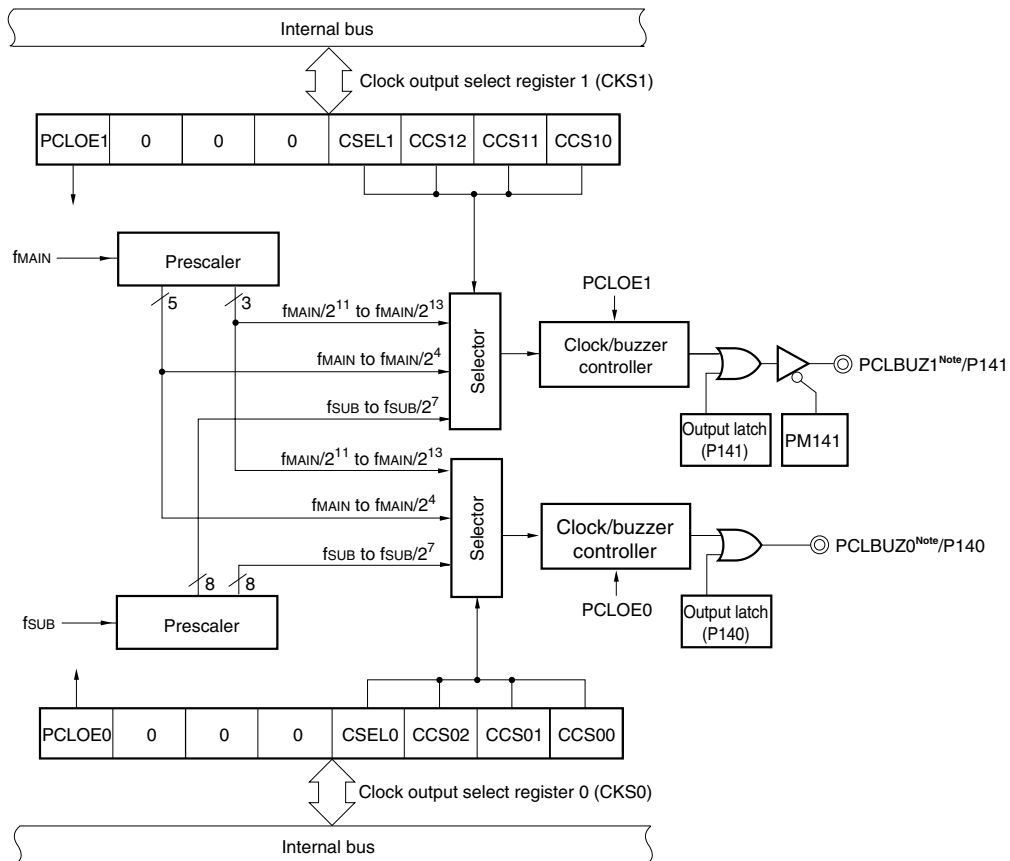 Internal bus
Clock output select register 1 (CKS1)
PCLOE1 0 0 0 CSEL1 CCS12 CCS11 CCS10
fMAIN
Prescaler
5 3
PCLOE1
fMAIN/2¹¹ to fMAIN/2¹³
fMAIN to fMAIN/2⁴
fSUB to fSUB/2⁷
Selector
Clock/buzzer
controller
PCLBUZ1Note/P141
Output latch
(P141)
PM141
fMAIN/2¹¹ to fMAIN/2¹³
fMAIN to fMAIN/2⁴
fSUB to fSUB/2⁷
Selector
Clock/buzzer
controller
PCLBUZ0Note/P140
PCLOE0
Output latch
(P140)
8 8
fSUB
Prescaler
PCLOE0 0 0 0 CSEL0 CCS02 CCS01 CCS00
Clock output select register 0 (CKS0)
Internal bus